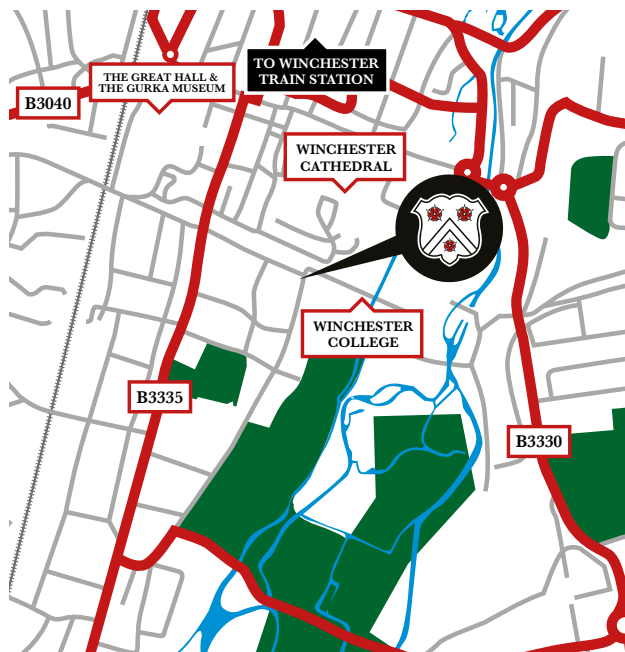 TO WINCHESTER
TRAIN STATION
THE GREAT HALL &
THE GURKA MUSEUM
B3040
WINCHESTER
CATHEDRAL
WINCHESTER
COLLEGE
B3335
B3330